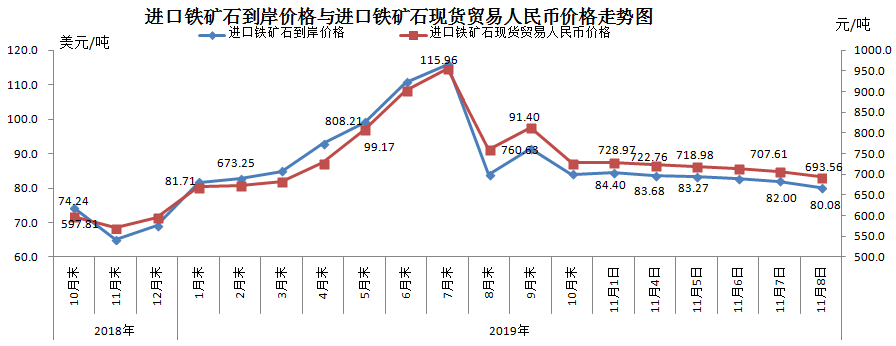 进口铁矿石到岸价格与进口铁矿石现货贸易人民币价格走势图
美元/吨
元/吨
进口铁矿石到岸价格
进口铁矿石现货贸易人民币价格
120.0
110.0
100.0
90.0
80.0
70.0
60.0
1000.0
950.0
900.0
850.0
800.0
750.0
700.0
650.0
600.0
550.0
500.0
74.24
597.81
81.71
673.25
808.21
99.17
115.96
760.63
91.40
728.97
84.40
722.76
83.68
718.98
83.27
707.61
82.00
693.56
80.08
10月末
11月末
12月末
1月末
2月末
3月末
4月末
5月末
6月末
7月末
8月末
9月末
10月末
11月1日
11月4日
11月5日
11月6日
11月7日
11月8日
2018年
2019年